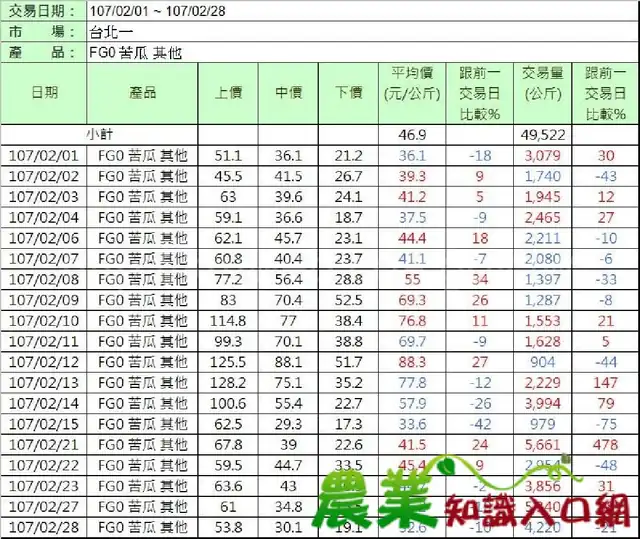 交易日期： 107/02/01 ~ 107/02/28
市 場： 台北一
產 品： FG0 苦瓜 其他
日期 產品 上價 中價 下價 平均價(元/公斤) 跟前一交易日比較% 交易量(公斤) 跟前一交易日比較%
小計 46.9 49,522
107/02/01 FG0 苦瓜 其他 51.1 36.1 21.2 36.1 -18 3,079 30
107/02/02 FG0 苦瓜 其他 45.5 41.5 26.7 39.3 9 1,740 -43
107/02/03 FG0 苦瓜 其他 63 39.6 24.1 41.2 5 1,945 12
107/02/04 FG0 苦瓜 其他 59.1 36.6 18.7 37.5 -9 2,465 27
107/02/06 FG0 苦瓜 其他 62.1 45.7 23.1 44.4 18 2,211 -10
107/02/07 FG0 苦瓜 其他 60.8 40.4 23.7 41.1 -7 2,080 -6
107/02/08 FG0 苦瓜 其他 77.2 56.4 28.8 55 34 1,397 -33
107/02/09 FG0 苦瓜 其他 83 70.4 52.5 69.3 26 1,287 -8
107/02/10 FG0 苦瓜 其他 114.8 77 38.4 76.8 11 1,553 21
107/02/11 FG0 苦瓜 其他 99.3 70.1 38.8 69.7 -9 1,628 5
107/02/12 FG0 苦瓜 其他 125.5 88.1 51.7 88.3 27 904 -44
107/02/13 FG0 苦瓜 其他 128.2 75.1 35.2 77.8 -12 2,229 147
107/02/14 FG0 苦瓜 其他 100.6 55.4 22.7 57.9 -26 3,994 79
107/02/15 FG0 苦瓜 其他 62.5 29.3 17.3 33.6 -42 979 -75
107/02/21 FG0 苦瓜 其他 67.8 39 22.6 41.5 24 5,661 478
107/02/22 FG0 苦瓜 其他 59.5 44.7 33.5 45.4 9 -48
107/02/23 FG0 苦瓜 其他 63.6 43 3,856 31
107/02/27 FG0 苦瓜 其他 61 34.8
107/02/28 FG0 苦瓜 其他 53.8 30.1 19.1 32.6 -10 4,220 -21
農業知識入口網